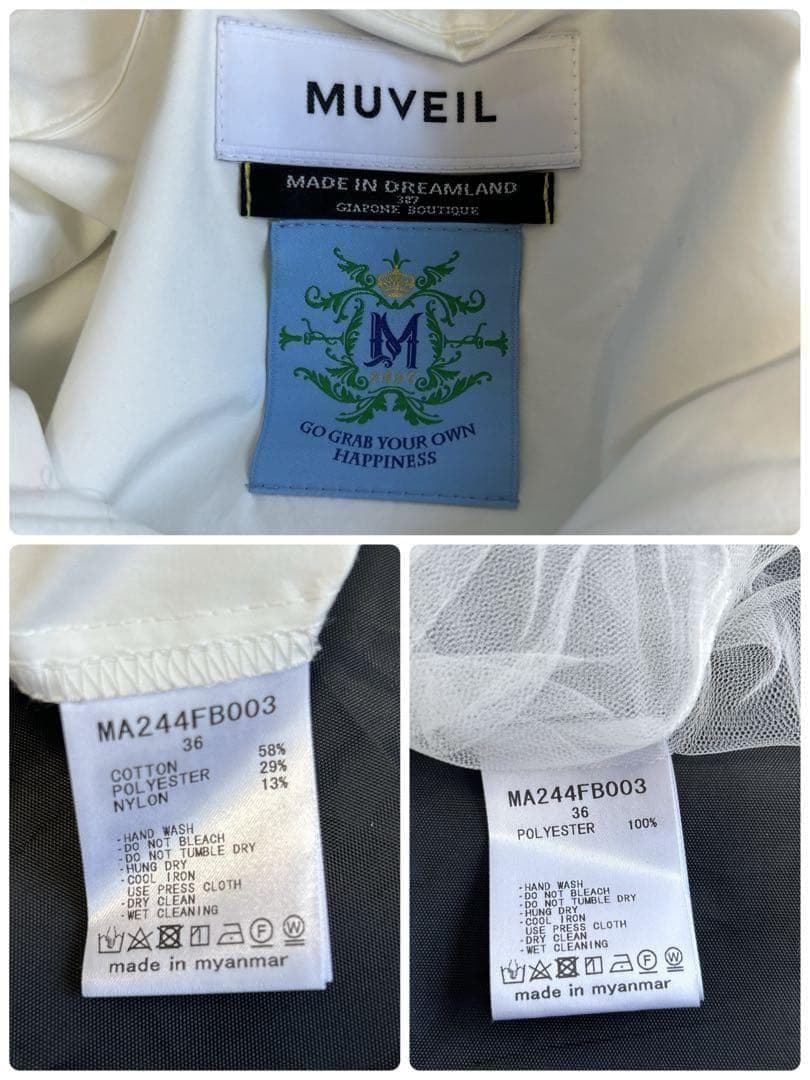 MUVEIL
MADE IN DREAMLAND
387
GIAPONE BOUTIQUE
M
GO GRAB YOUR OWN
HAPPINESS
MA244FB003
36
COTTON 58%
POLYESTER 29%
NYLON 13%
-HAND WASH
-DO NOT BLEACH
-DO NOT TUMBLE DRY
-HUNG DRY
-COOL IRON
USE PRESS CLOTH
-DRY CLEAN
-WET CLEANING
F W
made in myanmar
MA244FB003
36
POLYESTER 100%
-HAND WASH
-DO NOT BLEACH
-DO NOT TUMBLE DRY
-HUNG DRY
-COOL IRON
USE PRESS CLOTH
-DRY CLEAN
-WET CLEANING
F W
made in myanmar